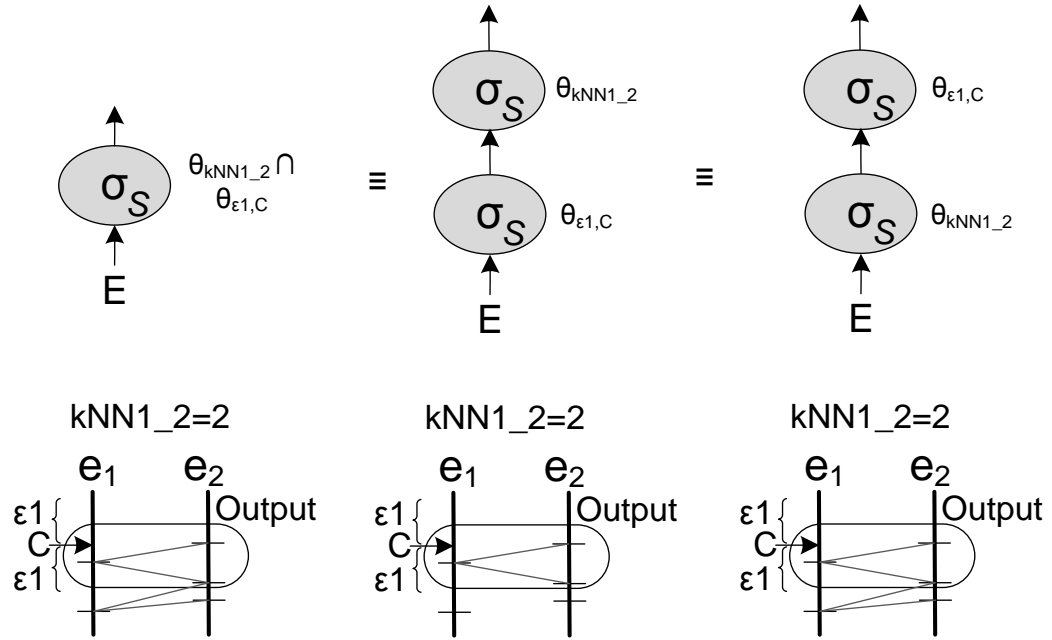 σS
θkNN1_2 ∩
θε1,C
E
≡
σS θkNN1_2
σS θε1,C
E
≡
σS θε1,C
σS θkNN1_2
E
kNN1_2=2
e1 e2
Output
ε1
C
ε1
kNN1_2=2
e1 e2
Output
ε1
C
ε1
kNN1_2=2
e1 e2
Output
ε1
C
ε1